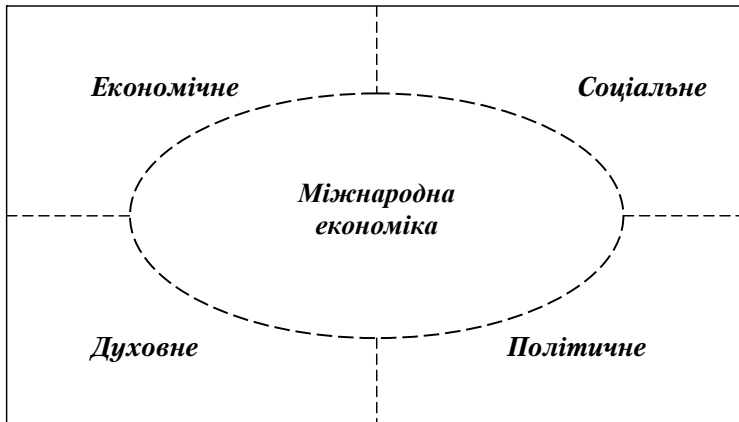 Економічне
Соціальне
Міжнародна
економіка
Духовне
Політичне